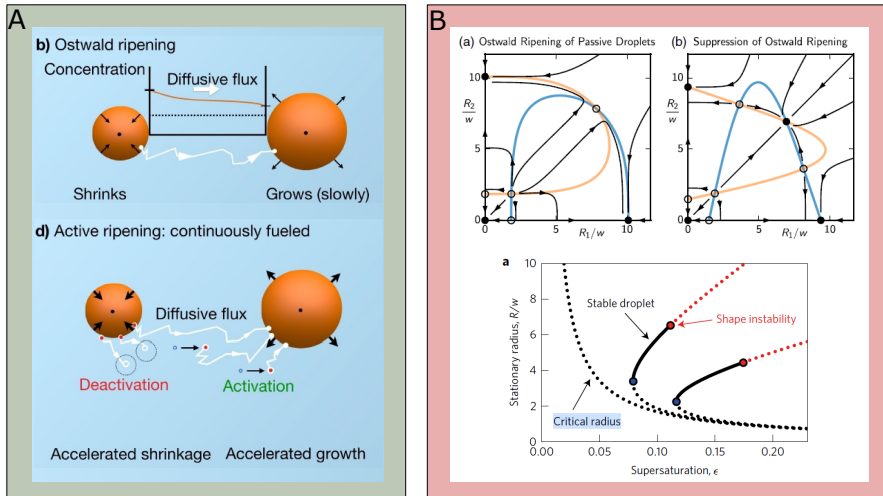 A
b) Ostwald ripening
Concentration
Diffusive flux
Shrinks
Grows (slowly)
d) Active ripening: continuously fueled
Diffusive flux
Deactivation
Activation
Accelerated shrinkage
Accelerated growth
B
(a) Ostwald Ripening of Passive Droplets
10
R₂/w
5
0
0
5
R₁/w
10
(b) Suppression of Ostwald Ripening
10
R₂/w
5
0
0
5
R₁/w
10
a
10
8
6
4
2
0
Stationary radius, R/w
Stable droplet
Shape instability
Critical radius
0.00
0.05
0.10
0.15
0.20
Supersaturation, ϵ